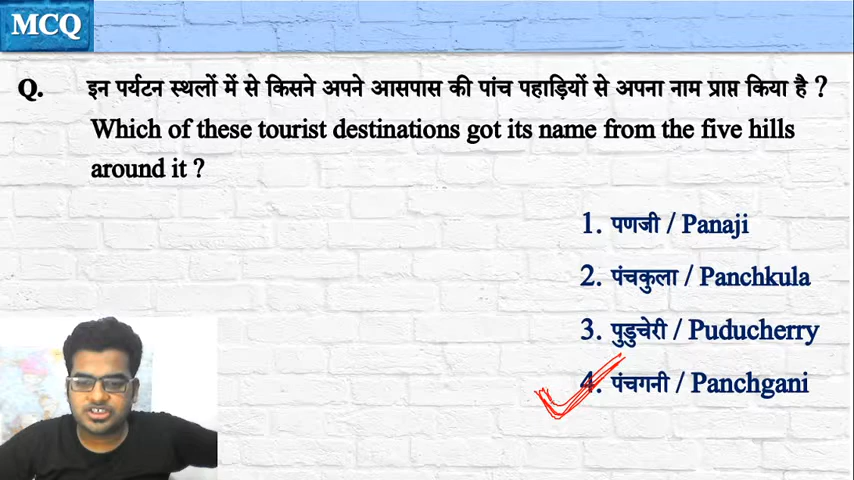 MCQ
Q. इन पर्यटन स्थलों में से किसने अपने आसपास की पांच पहाड़ियों से अपना नाम प्राप्त किया है ?
Which of these tourist destinations got its name from the five hills
around it ?
1. पणजी / Panaji
2. पंचकुला / Panchkula
3. पुडुचेरी / Puducherry
4. पंचगनी / Panchgani